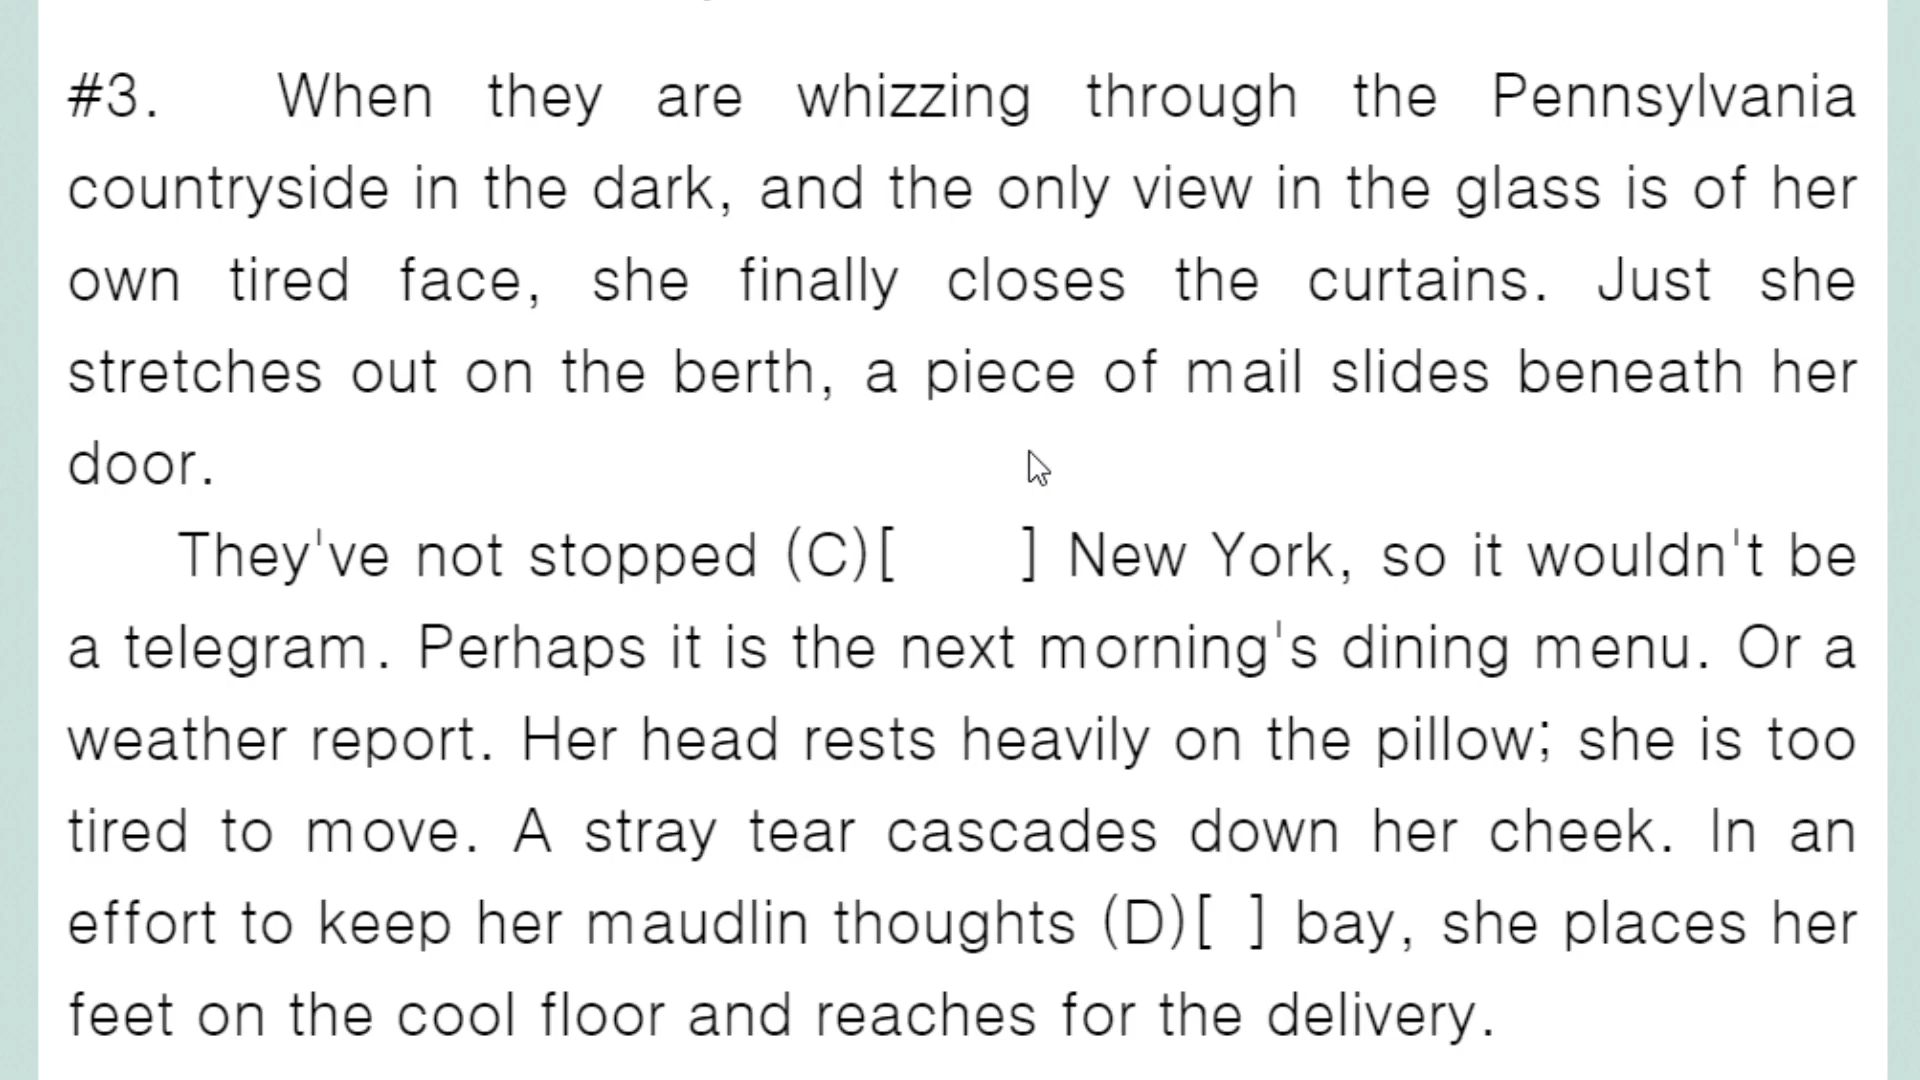 #3. When they are whizzing through the Pennsylvania
countryside in the dark, and the only view in the glass is of her
own tired face, she finally closes the curtains. Just she
stretches out on the berth, a piece of mail slides beneath her
door.
They've not stopped (C)[ ] New York, so it wouldn't be
a telegram. Perhaps it is the next morning's dining menu. Or a
weather report. Her head rests heavily on the pillow; she is too
tired to move. A stray tear cascades down her cheek. In an
effort to keep her maudlin thoughts (D)[ ] bay, she places her
feet on the cool floor and reaches for the delivery.